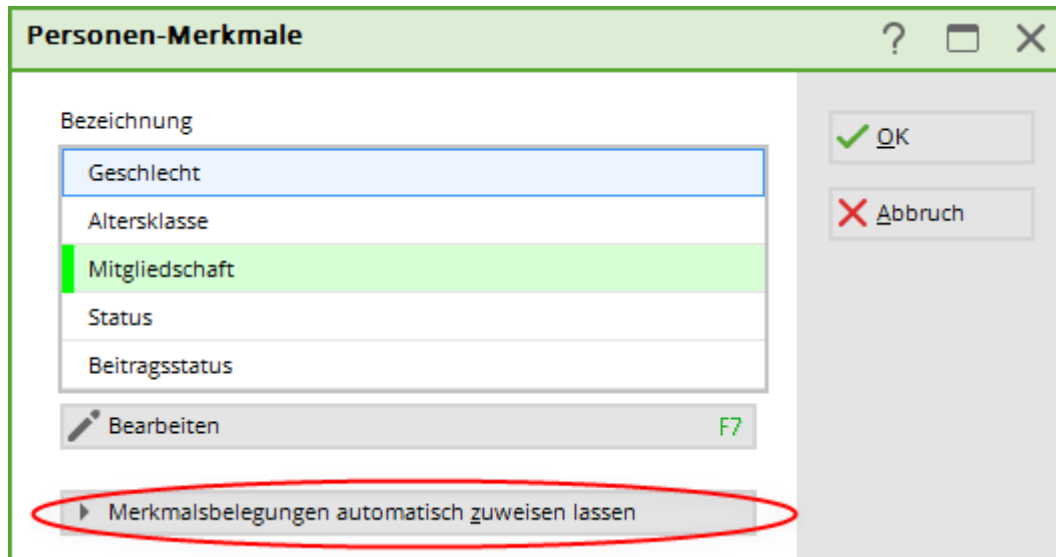 Personen-Merkmale
Bezeichnung
Geschlecht
Altersklasse
Mitgliedschaft
Status
Beitragsstatus
Bearbeiten F7
Merkmalsbelegungen automatisch zuweisen lassen
OK
Abbruch